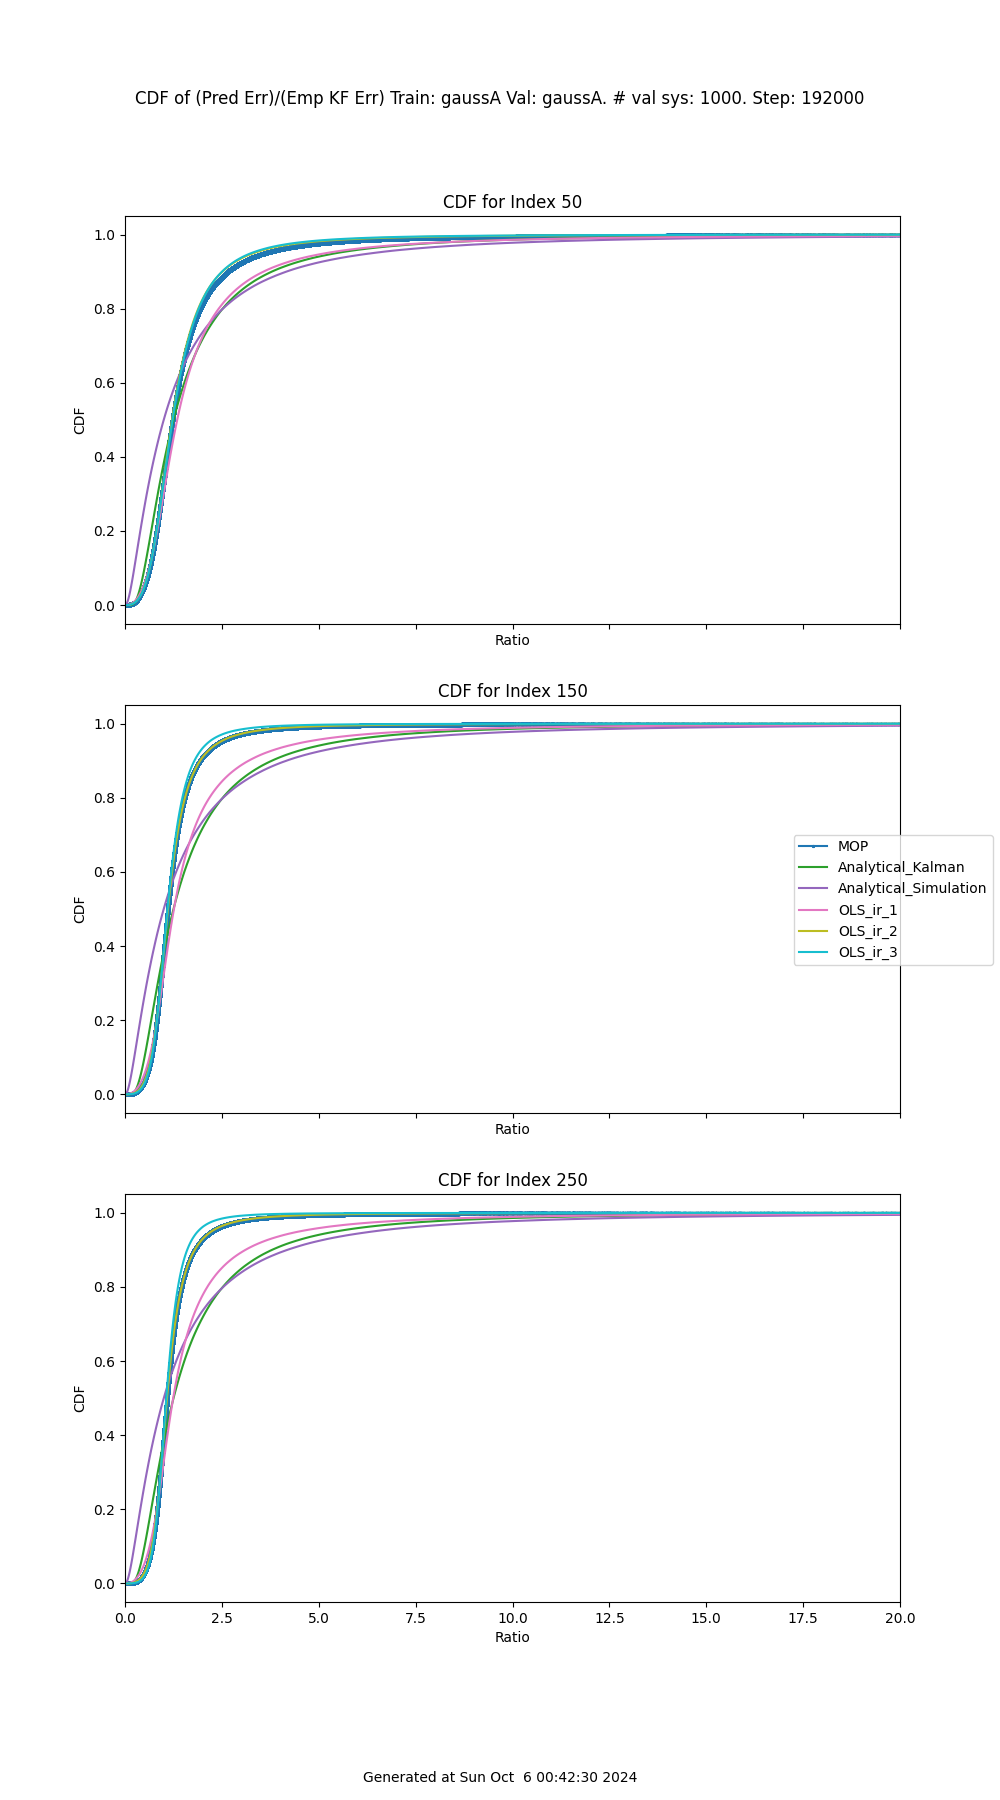 CDF of (Pred Err)/(Emp KF Err) Train: gaussA Val: gaussA. # val sys: 1000. Step: 192000
CDF for Index 50
1.0
0.8
0.6
0.4
0.2
0.0
CDF
Ratio
CDF for Index 150
1.0
0.8
0.6
0.4
0.2
0.0
CDF
Ratio
MOP
Analytical_Kalman
Analytical_Simulation
OLS_ir_1
OLS_ir_2
OLS_ir_3
CDF for Index 250
1.0
0.8
0.6
0.4
0.2
0.0
CDF
0.0 2.5 5.0 7.5 10.0 12.5 15.0 17.5 20.0
Ratio
Generated at Sun Oct  6 00:42:30 2024